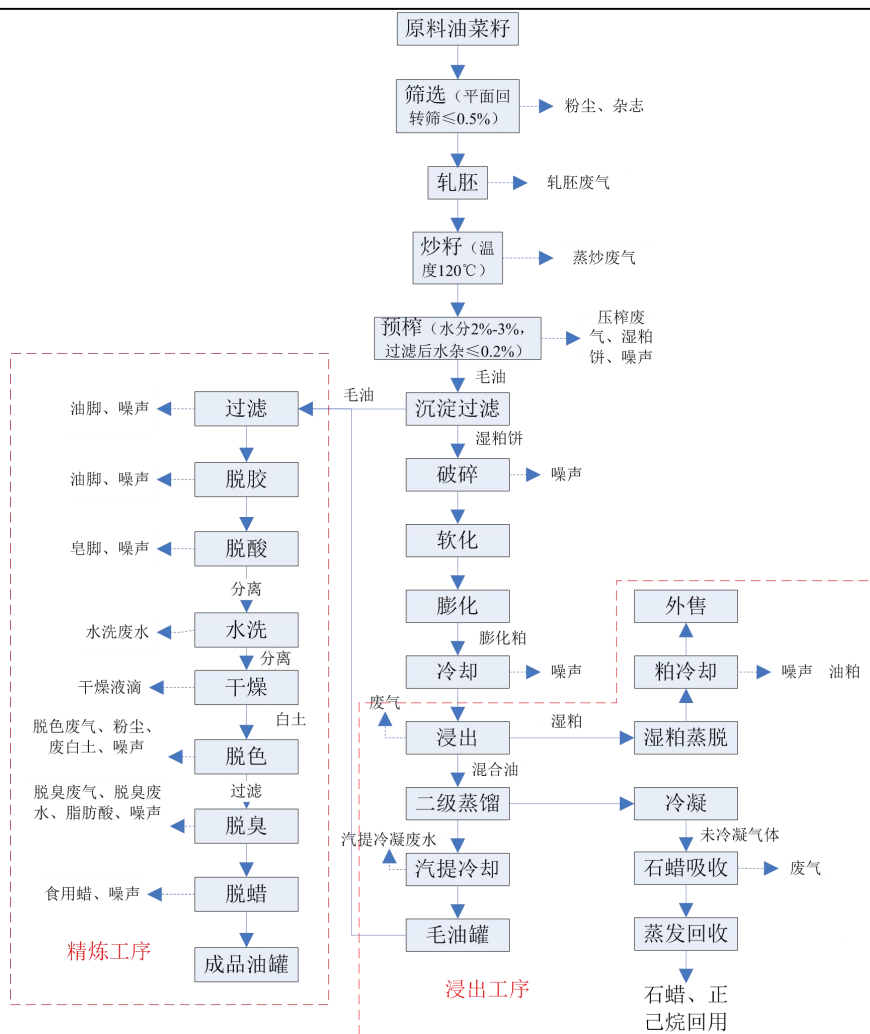 原料油菜籽
筛选（平面回
转筛≤0.5%）
粉尘、杂志
轧胚
轧胚废气
炒籽（温
度120℃）
蒸炒废气
预榨（水分2%-3%,
过滤后水杂≤0.2%）
压榨废
气、湿粕
饼、噪声
毛油
毛油
油脚、噪声
过滤
沉淀过滤
湿粕饼
油脚、噪声
脱胶
破碎
噪声
皂脚、噪声
脱酸
软化
分离
膨化
外售
水洗废水
水洗
膨化粕
分离
干燥液滴
干燥
冷却
噪声
粕冷却
噪声 油粕
白土
废气
湿粕
脱色废气、粉尘、
废白土、噪声
脱色
浸出
湿粕蒸脱
混合油
过滤
脱臭废气、脱臭废
水、脂肪酸、噪声
脱臭
二级蒸馏
冷凝
汽提冷凝废水
未冷凝气体
食用蜡、噪声
脱蜡
汽提冷却
石蜡吸收
废气
精炼工序
成品油罐
毛油罐
蒸发回收
浸出工序
石蜡、正
己烷回用